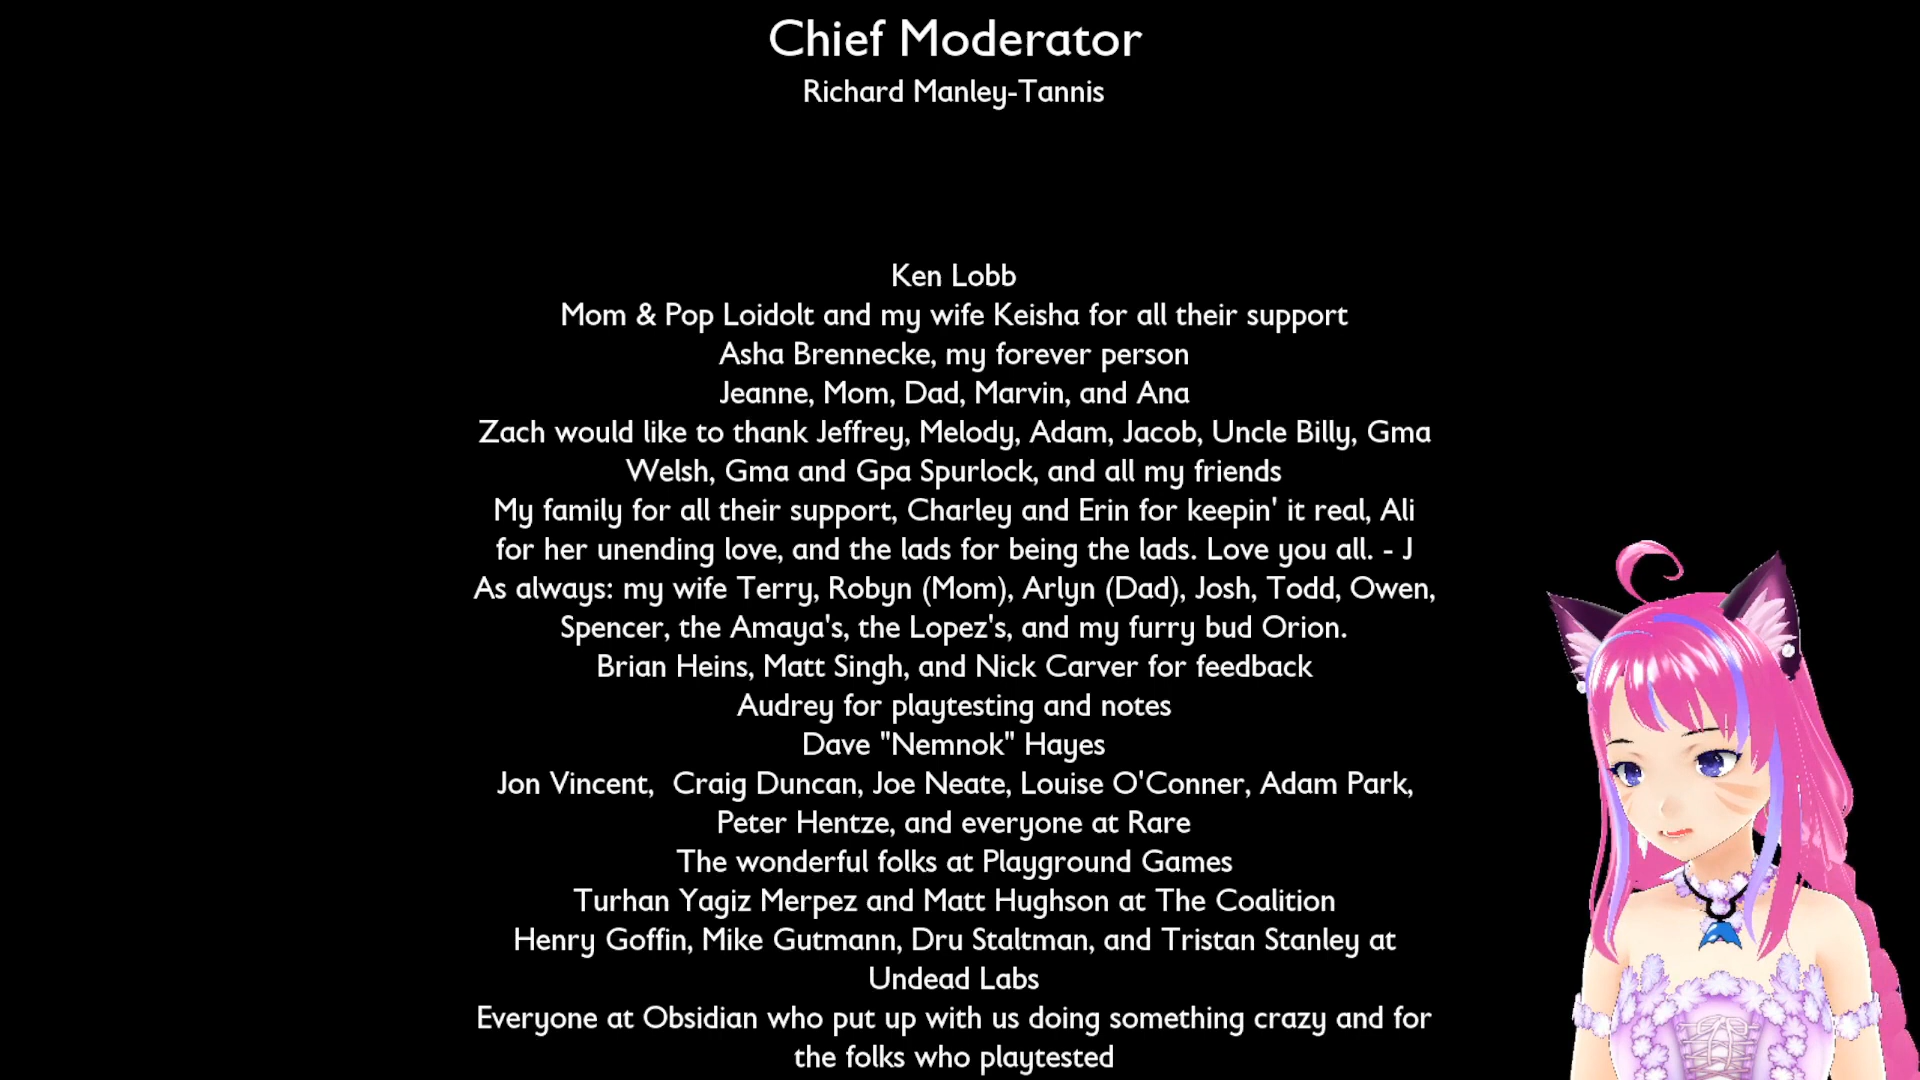 Chief Moderator
Richard Manley-Tannis
Ken Lobb
Mom & Pop Loidolt and my wife Keisha for all their support
Asha Brennecke, my forever person
Jeanne, Mom, Dad, Marvin, and Ana
Zach would like to thank Jeffrey, Melody, Adam, Jacob, Uncle Billy, Gma
Welsh, Gma and Gpa Spurlock, and all my friends
My family for all their support, Charley and Erin for keepin' it real, Ali
for her unending love, and the lads for being the lads. Love you all. - J
As always: my wife Terry, Robyn (Mom), Arlyn (Dad), Josh, Todd, Owen,
Spencer, the Amaya's, the Lopez's, and my furry bud Orion.
Brian Heins, Matt Singh, and Nick Carver for feedback
Audrey for playtesting and notes
Dave "Nemnok" Hayes
Jon Vincent,  Craig Duncan, Joe Neate, Louise O'Conner, Adam Park,
Peter Hentze, and everyone at Rare
The wonderful folks at Playground Games
Turhan Yagiz Merpez and Matt Hughson at The Coalition
Henry Goffin, Mike Gutmann, Dru Staltman, and Tristan Stanley at
Undead Labs
Everyone at Obsidian who put up with us doing something crazy and for
the folks who playtested